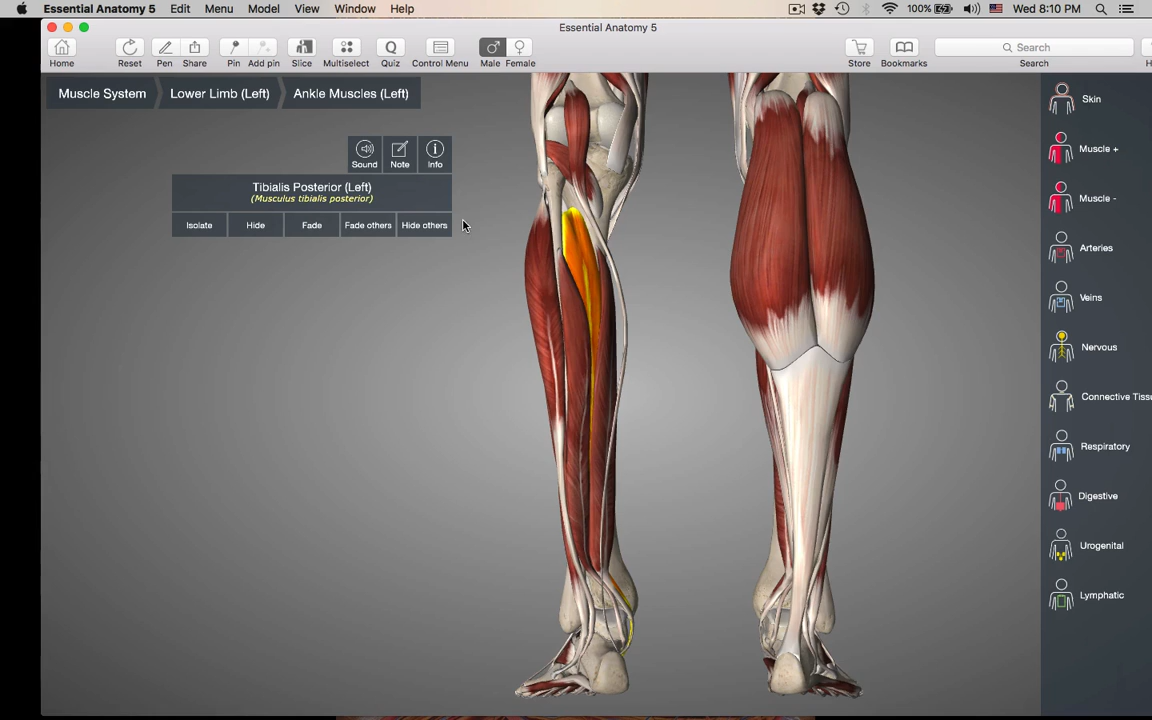 Essential Anatomy 5 Edit Menu Model View Window Help 100% Wed 8:10 PM
Essential Anatomy 5
Home Reset Pen Share Pin Add pin Slice Multiselect Quiz Control Menu Male Female Store Bookmarks Search
Search
Muscle System Lower Limb (Left) Ankle Muscles (Left)
Sound Note Info
Tibialis Posterior (Left)
(Musculus tibialis posterior)
Isolate Hide Fade Fade others Hide others
Skin
Muscle +
Muscle -
Arteries
Veins
Nervous
Connective Tiss
Respiratory
Digestive
Urogenital
Lymphatic